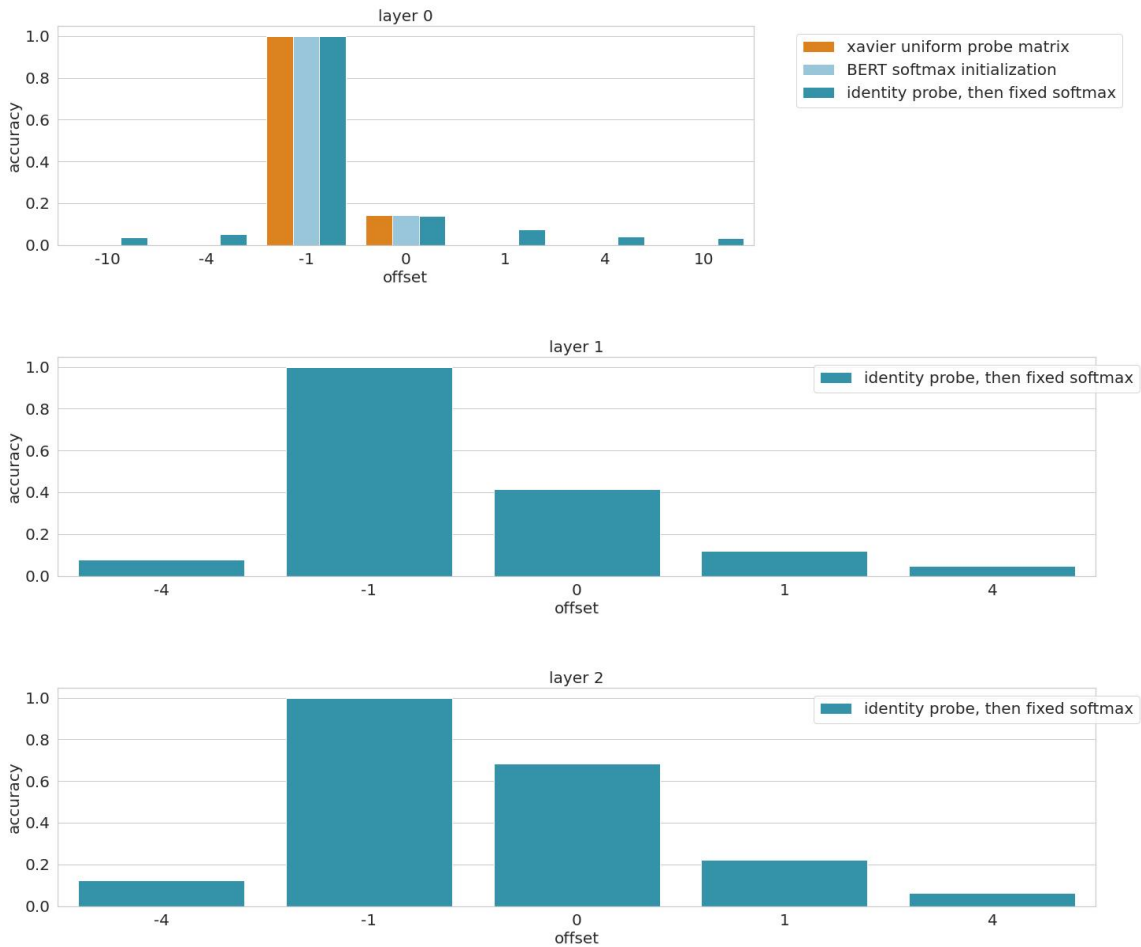 layer 0
1.0
0.8
0.6
0.4
0.2
0.0
accuracy
-10 -4 -1 0 1 4 10
offset
xavier uniform probe matrix
BERT softmax initialization
identity probe, then fixed softmax
layer 1
1.0
0.8
0.6
0.4
0.2
0.0
accuracy
-4 -1 0 1 4
offset
identity probe, then fixed softmax
layer 2
1.0
0.8
0.6
0.4
0.2
0.0
accuracy
-4 -1 0 1 4
offset
identity probe, then fixed softmax